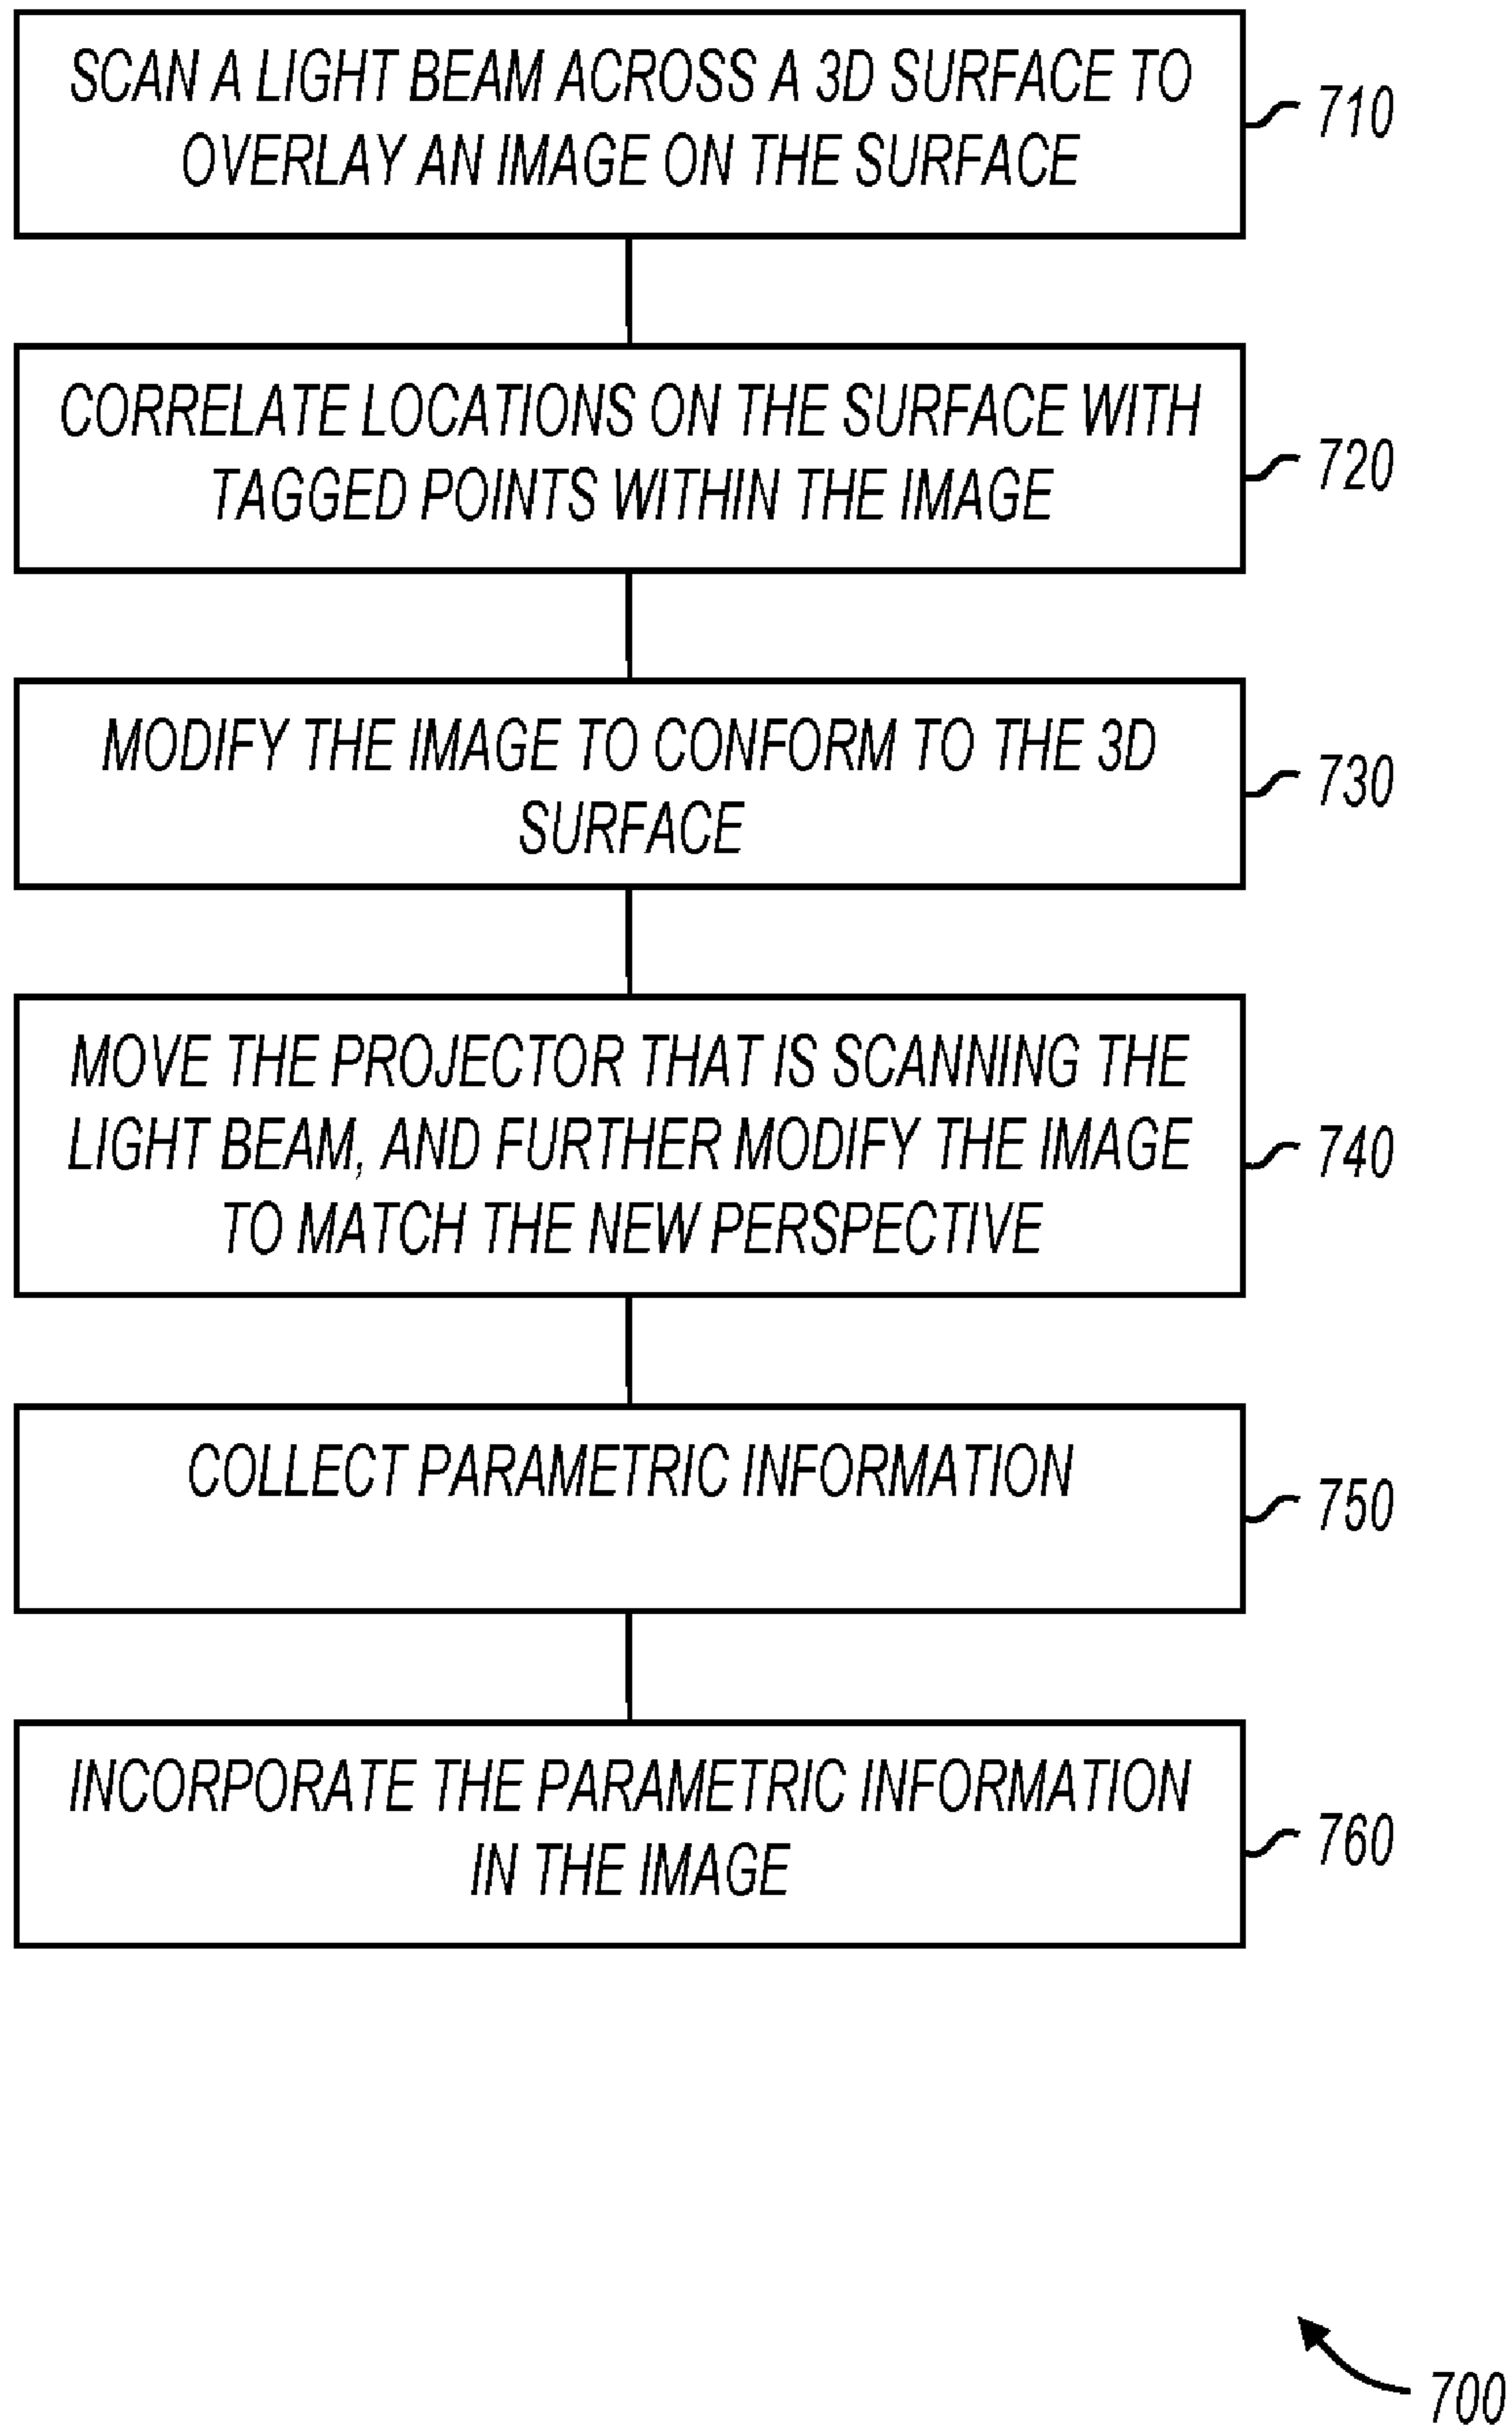 SCAN A LIGHT BEAM ACROSS A 3D SURFACE TO
OVERLAY AN IMAGE ON THE SURFACE
710
CORRELATE LOCATIONS ON THE SURFACE WITH
TAGGED POINTS WITHIN THE IMAGE
720
MODIFY THE IMAGE TO CONFORM TO THE 3D
SURFACE
730
MOVE THE PROJECTOR THAT IS SCANNING THE
LIGHT BEAM, AND FURTHER MODIFY THE IMAGE
TO MATCH THE NEW PERSPECTIVE
740
COLLECT PARAMETRIC INFORMATION
750
INCORPORATE THE PARAMETRIC INFORMATION
IN THE IMAGE
760
700